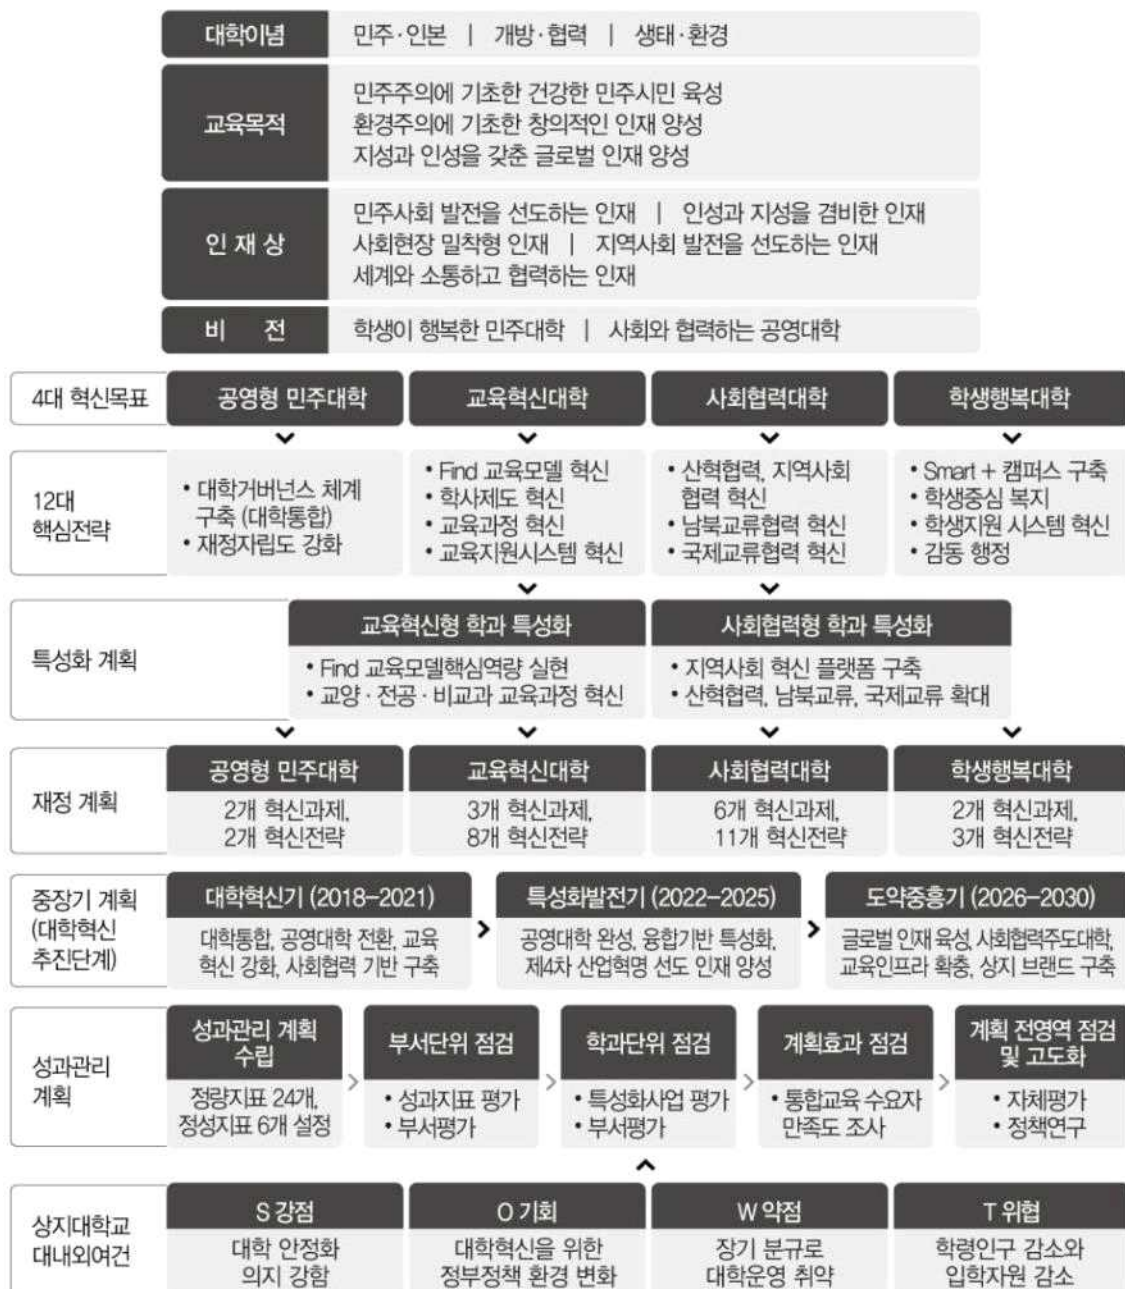 대학이념
민주·인본 | 개방·협력 | 생태·환경
교육목적
민주주의에 기초한 건강한 민주시민 육성
환경주의에 기초한 창의적인 인재 양성
지성과 인성을 갖춘 글로벌 인재 양성
인 재 상
민주사회 발전을 선도하는 인재 | 인성과 지성을 겸비한 인재
사회현장 밀착형 인재 | 지역사회 발전을 선도하는 인재
세계와 소통하고 협력하는 인재
비 전
학생이 행복한 민주대학 | 사회와 협력하는 공영대학
4대 혁신목표
공영형 민주대학
교육혁신대학
사회협력대학
학생행복대학
12대
핵심전략
• 대학거버넌스 체계
구축 (대학통합)
• 재정자립도 강화
• Find 교육모델 혁신
• 학사제도 혁신
• 교육과정 혁신
• 교육지원시스템 혁신
• 산혁협력, 지역사회
협력 혁신
• 남북교류협력 혁신
• 국제교류협력 혁신
• Smart + 캠퍼스 구축
• 학생중심 복지
• 학생지원 시스템 혁신
• 감동 행정
특성화 계획
교육혁신형 학과 특성화
• Find 교육모델핵심역량 실현
• 교양·전공·비교과 교육과정 혁신
사회협력형 학과 특성화
• 지역사회 혁신 플랫폼 구축
• 산혁협력, 남북교류, 국제교류 확대
재정 계획
공영형 민주대학
2개 혁신과제,
2개 혁신전략
교육혁신대학
3개 혁신과제,
8개 혁신전략
사회협력대학
6개 혁신과제,
11개 혁신전략
학생행복대학
2개 혁신과제,
3개 혁신전략
중장기 계획
(대학혁신
추진단계)
대학혁신기 (2018–2021)
대학통합, 공영대학 전환, 교육
혁신 강화, 사회협력 기반 구축
특성화발전기 (2022–2025)
공영대학 완성, 융합기반 특성화,
제4차 산업혁명 선도 인재 양성
도약중흥기 (2026–2030)
글로벌 인재 육성, 사회협력주도대학,
교육인프라 확충, 상지 브랜드 구축
성과관리
계획
성과관리 계획
수립
정량지표 24개,
정성지표 6개 설정
부서단위 점검
• 성과지표 평가
• 부서평가
학과단위 점검
• 특성화사업 평가
• 부서평가
계획효과 점검
• 통합교육 수요자
만족도 조사
계획 전영역 점검
및 고도화
• 자체평가
• 정책연구
상지대학교
대내외여건
S 강점
대학 안정화
의지 강함
O 기회
대학혁신을 위한
정부정책 환경 변화
W 약점
장기 분규로
대학운영 취약
T 위협
학령인구 감소와
입학자원 감소